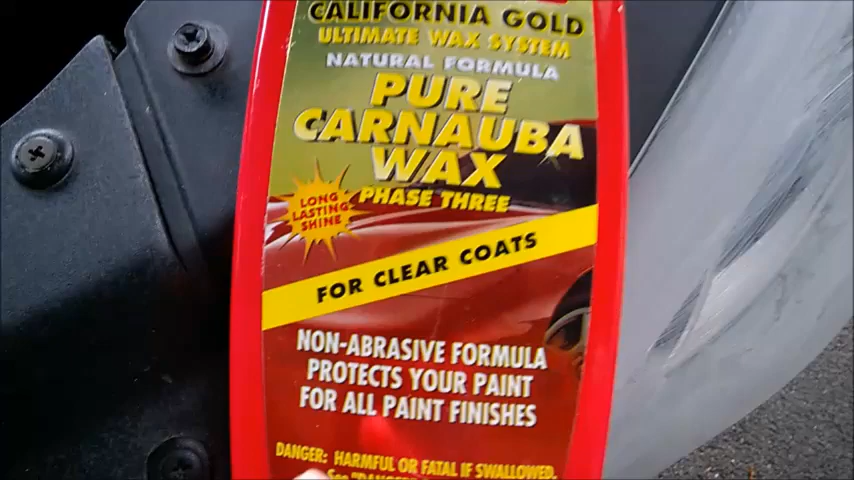 CALIFORNIA GOLD
ULTIMATE WAX SYSTEM
NATURAL FORMULA
PURE
CARNAUBA
WAX
PHASE THREE
LONG
LASTING
SHINE
FOR CLEAR COATS
NON-ABRASIVE FORMULA
PROTECTS YOUR PAINT
FOR ALL PAINT FINISHES
DANGER: HARMFUL OR FATAL IF SWALLOWED.
See